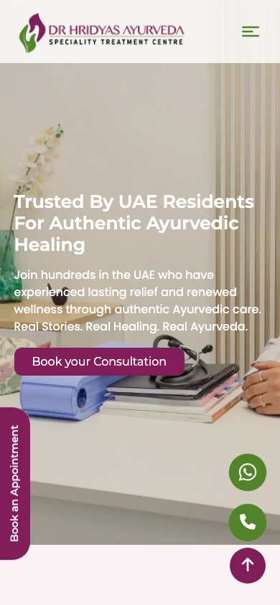 DR HRIDYAS AYURVEDA
SPECIALITY TREATMENT CENTRE
Trusted By UAE Residents
For Authentic Ayurvedic
Healing
Join hundreds in the UAE who have
experienced lasting relief and renewed
wellness through authentic Ayurvedic care.
Real Stories. Real Healing. Real Ayurveda.
Book your Consultation
Book an Appointment